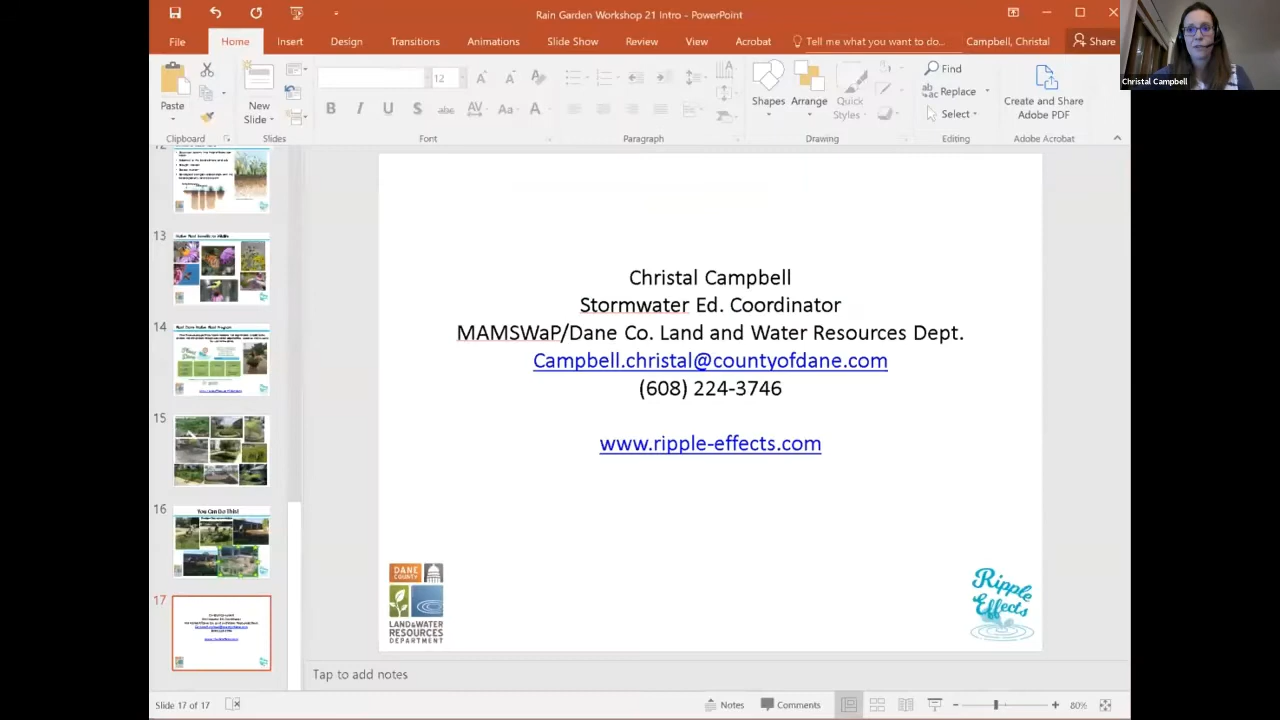 Rain Garden Workshop 21 Intro - PowerPoint
File Home Insert Design Transitions Animations Slide Show Review View Acrobat Tell me what you want to do... Campbell, Christal Share
Christal Campbell
12
Paste
New
Slide
B I U S abc AV Aa A
Shapes
Arrange
Quick
Styles
Find
Replace
Select
Create and Share
Adobe PDF
Clipboard Slides Font Paragraph Drawing Editing Adobe Acrobat
12
13
14
15
16
You Can Do This!
17
Christal Campbell
Stormwater Ed. Coordinator
MAMSWaP/Dane Co. Land and Water Resources Dept.
Campbell.christal@countyofdane.com
(608) 224-3746
www.ripple-effects.com
DANE
COUNTY
LAND&WATER
RESOURCES
DEPARTMENT
Ripple
Effects
Tap to add notes
Slide 17 of 17 Notes Comments 80%